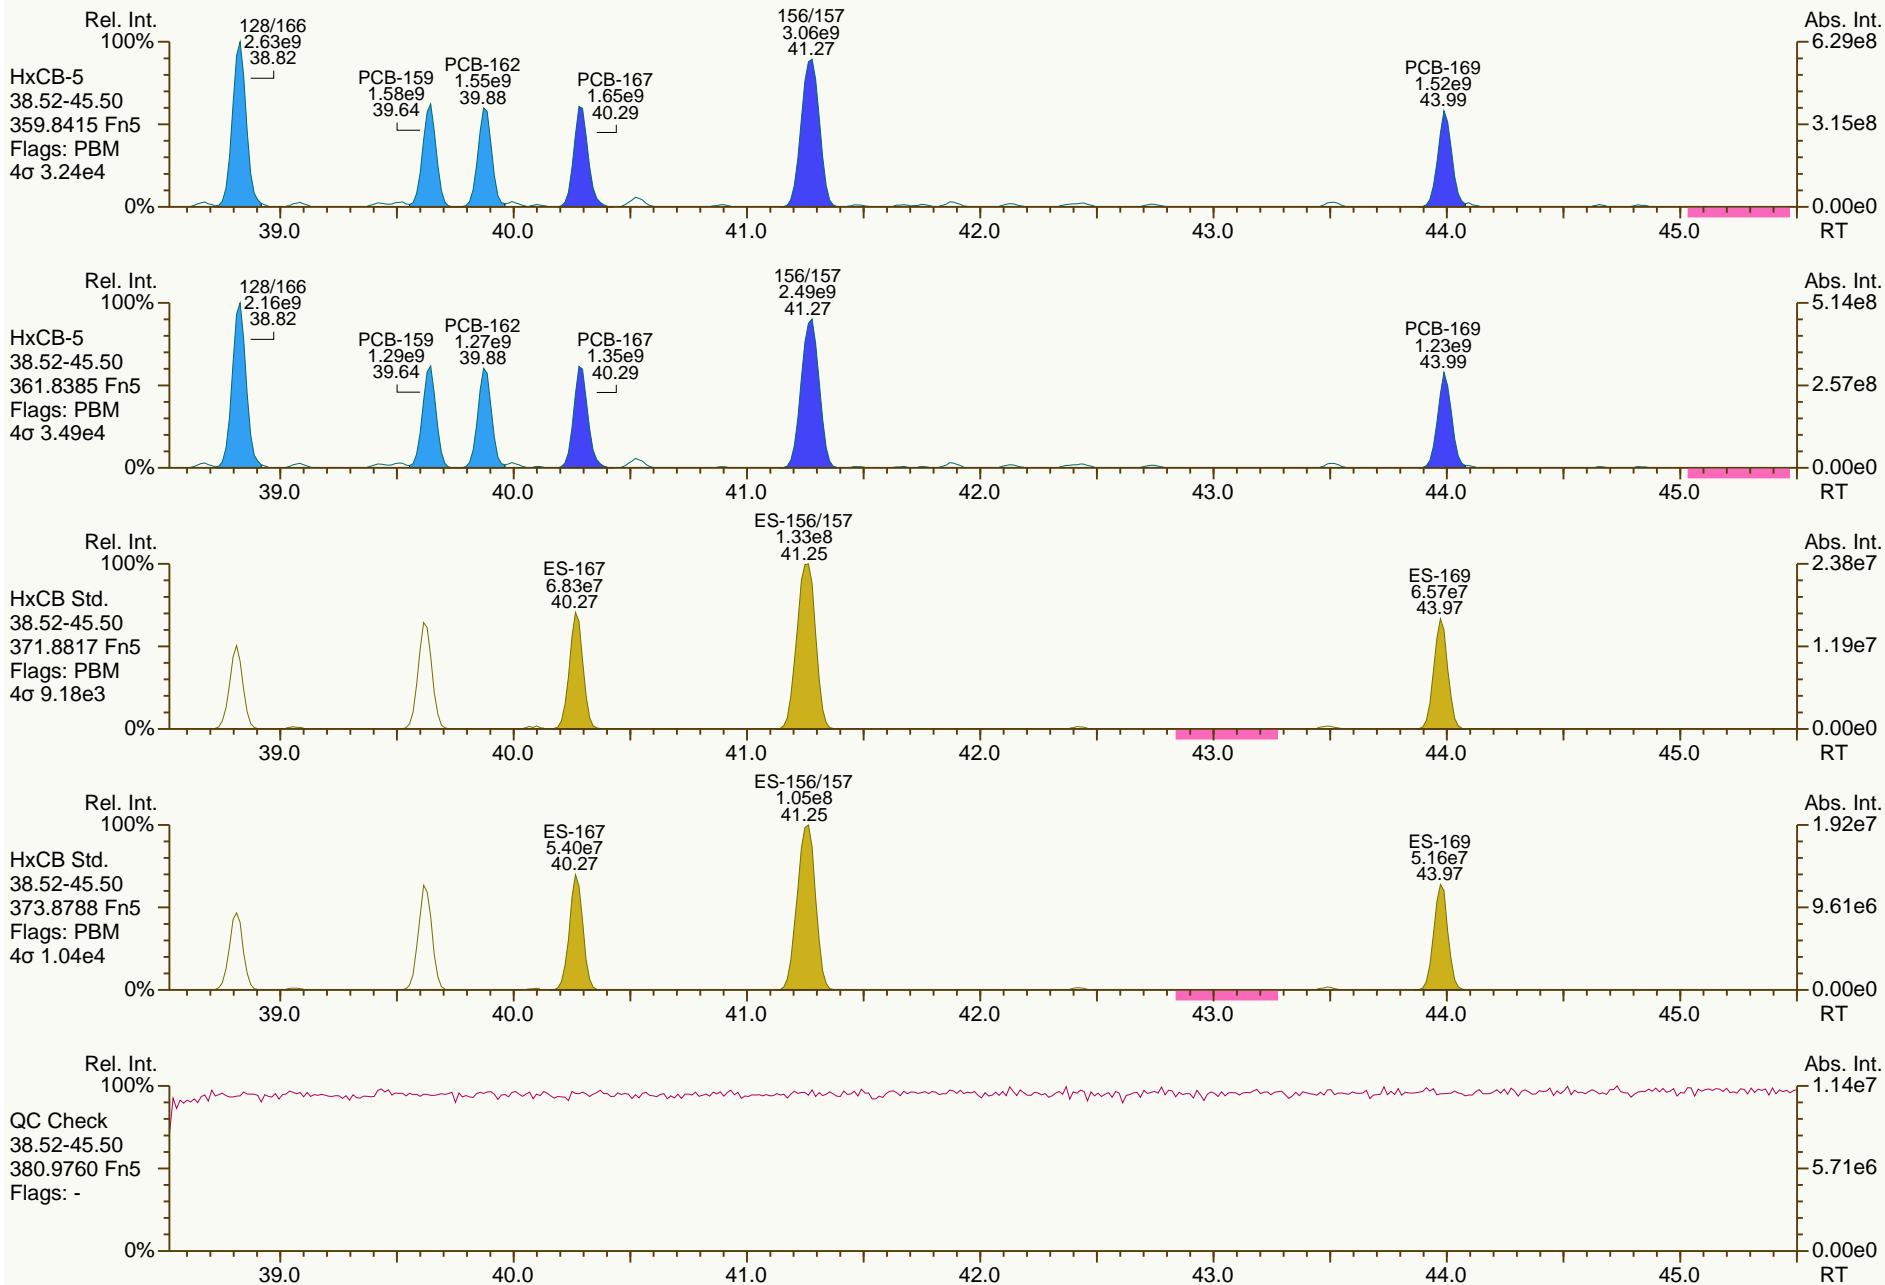 Rel. Int.
Abs. Int.
100%
0%
HxCB-5
38.52-45.50
359.8415 Fn5
Flags: PBM
4σ 3.24e4
128/166
2.63e9
38.82
PCB-159
1.58e9
39.64
PCB-162
1.55e9
39.88
PCB-167
1.65e9
40.29
156/157
3.06e9
41.27
PCB-169
1.52e9
43.99
6.29e8
3.15e8
0.00e0
39.0 40.0 41.0 42.0 43.0 44.0 45.0 RT
Rel. Int.
Abs. Int.
100%
0%
HxCB-5
38.52-45.50
361.8385 Fn5
Flags: PBM
4σ 3.49e4
128/166
2.16e9
38.82
PCB-159
1.29e9
39.64
PCB-162
1.27e9
39.88
PCB-167
1.35e9
40.29
156/157
2.49e9
41.27
PCB-169
1.23e9
43.99
5.14e8
2.57e8
0.00e0
39.0 40.0 41.0 42.0 43.0 44.0 45.0 RT
Rel. Int.
Abs. Int.
100%
0%
HxCB Std.
38.52-45.50
371.8817 Fn5
Flags: PBM
4σ 9.18e3
ES-167
6.83e7
40.27
ES-156/157
1.33e8
41.25
ES-169
6.57e7
43.97
2.38e7
1.19e7
0.00e0
39.0 40.0 41.0 42.0 43.0 44.0 45.0 RT
Rel. Int.
Abs. Int.
100%
0%
HxCB Std.
38.52-45.50
373.8788 Fn5
Flags: PBM
4σ 1.04e4
ES-167
5.40e7
40.27
ES-156/157
1.05e8
41.25
ES-169
5.16e7
43.97
1.92e7
9.61e6
0.00e0
39.0 40.0 41.0 42.0 43.0 44.0 45.0 RT
Rel. Int.
Abs. Int.
100%
0%
QC Check
38.52-45.50
380.9760 Fn5
Flags: -
1.14e7
5.71e6
0.00e0
39.0 40.0 41.0 42.0 43.0 44.0 45.0 RT